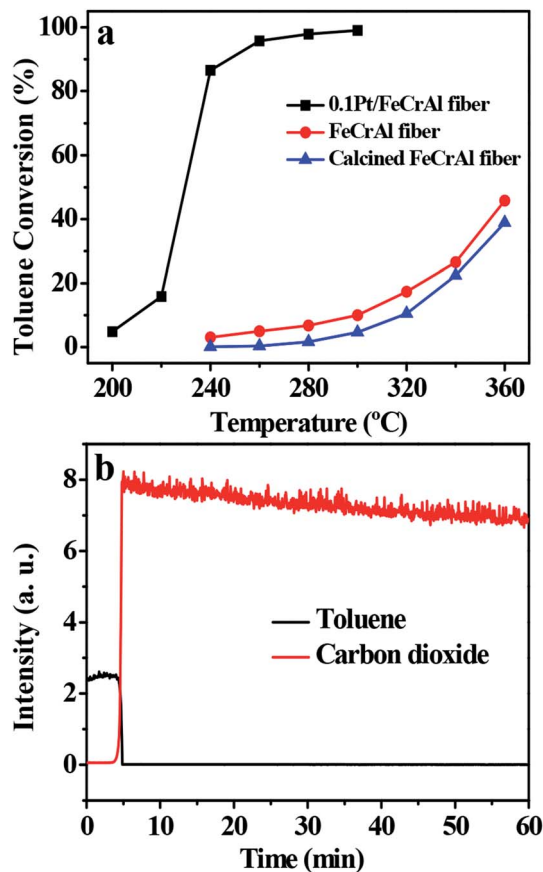 a
100
80
60
40
20
0
Toluene Conversion (%)
0.1Pt/FeCrAl fiber
FeCrAl fiber
Calcined FeCrAl fiber
200 240 280 320 360
Temperature (ºC)
b
8
6
4
2
0
Intensity (a. u.)
Toluene
Carbon dioxide
0 10 20 30 40 50 60
Time (min)